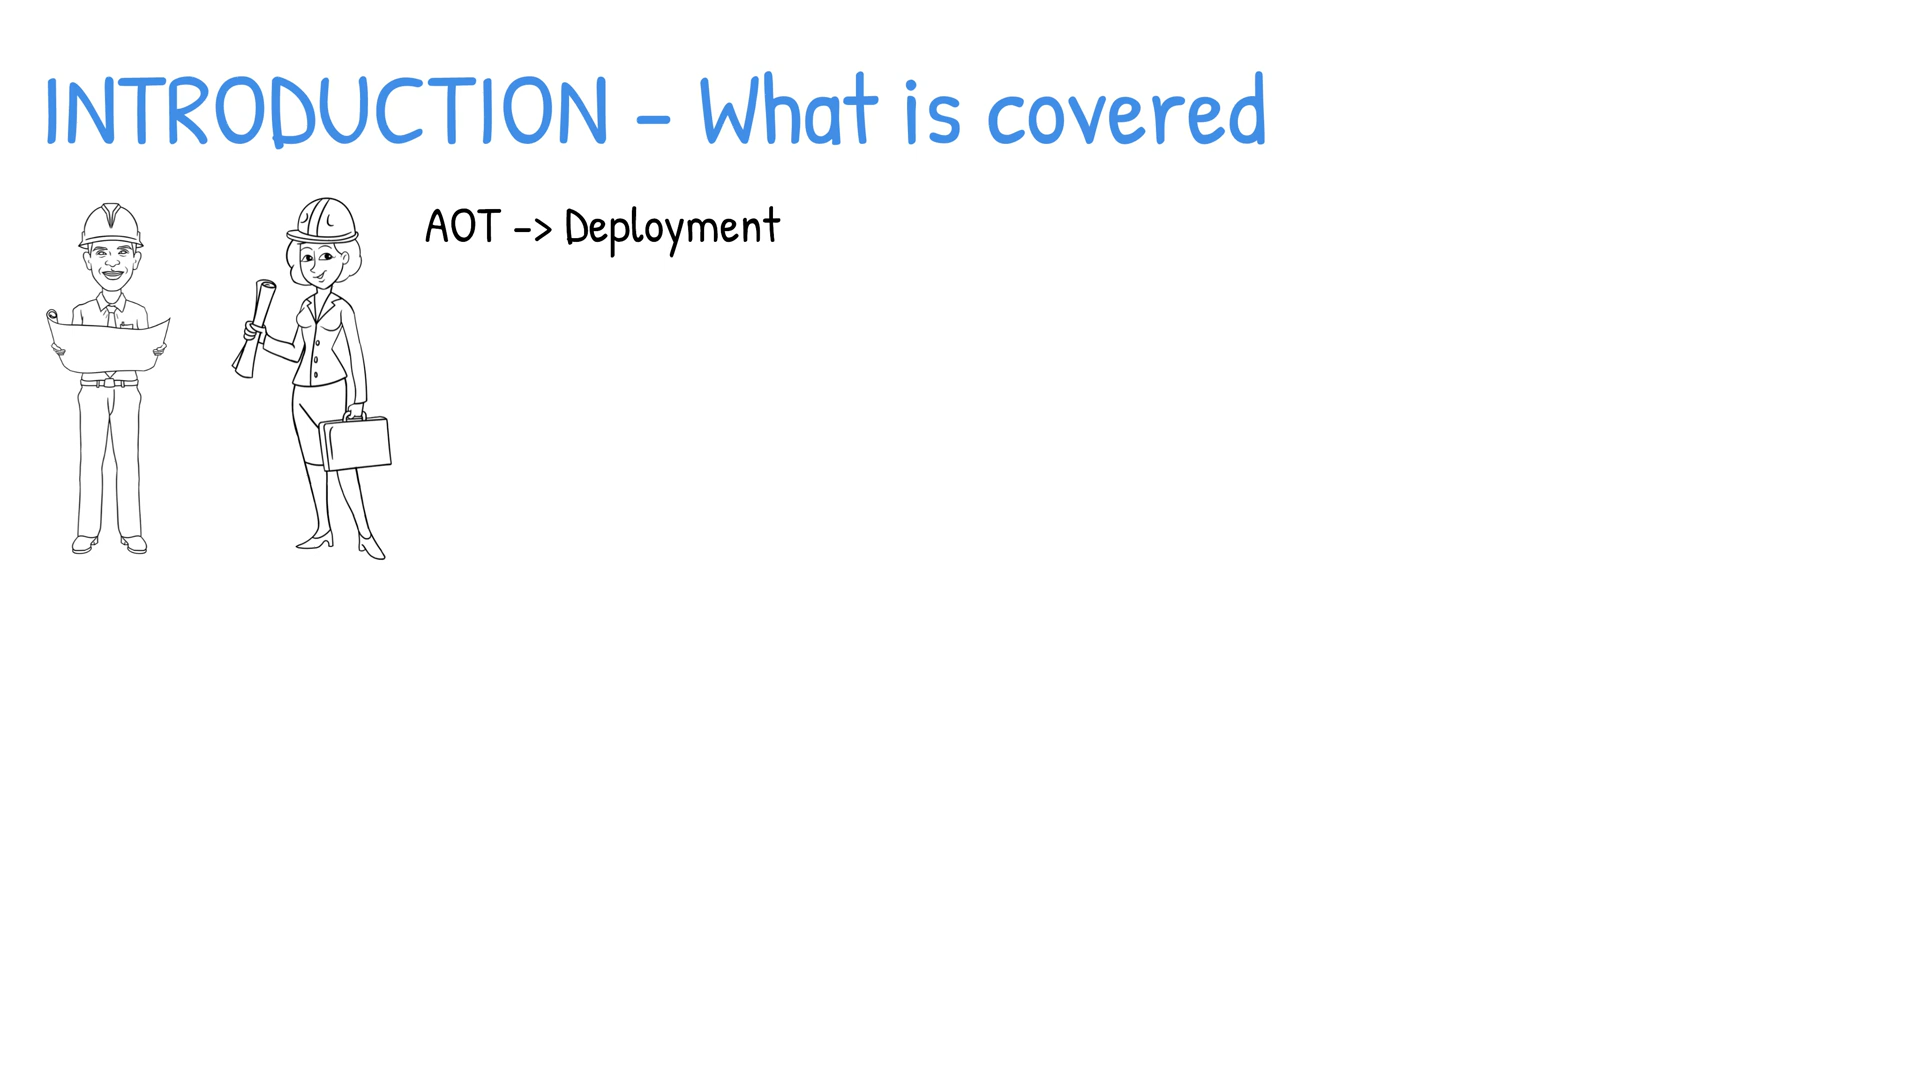 INTRODUCTION - What is covered
AOT -> Deployment